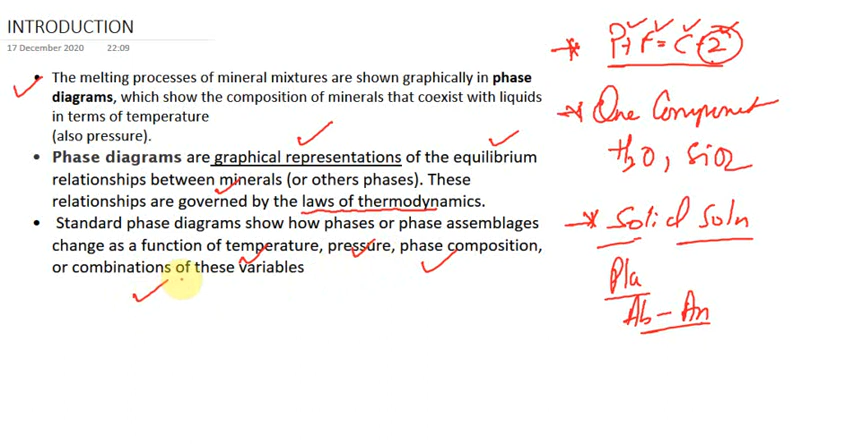 INTRODUCTION
17 December 2020 22:09
• The melting processes of mineral mixtures are shown graphically in phase
diagrams, which show the composition of minerals that coexist with liquids
in terms of temperature
(also pressure).
• Phase diagrams are graphical representations of the equilibrium
relationships between minerals (or others phases). These
relationships are governed by the laws of thermodynamics.
• Standard phase diagrams show how phases or phase assemblages
change as a function of temperature, pressure, phase composition,
or combinations of these variables
P+F=C+2
One Component
H2O, SiO2
Solid Soln
Pla
Ab - An